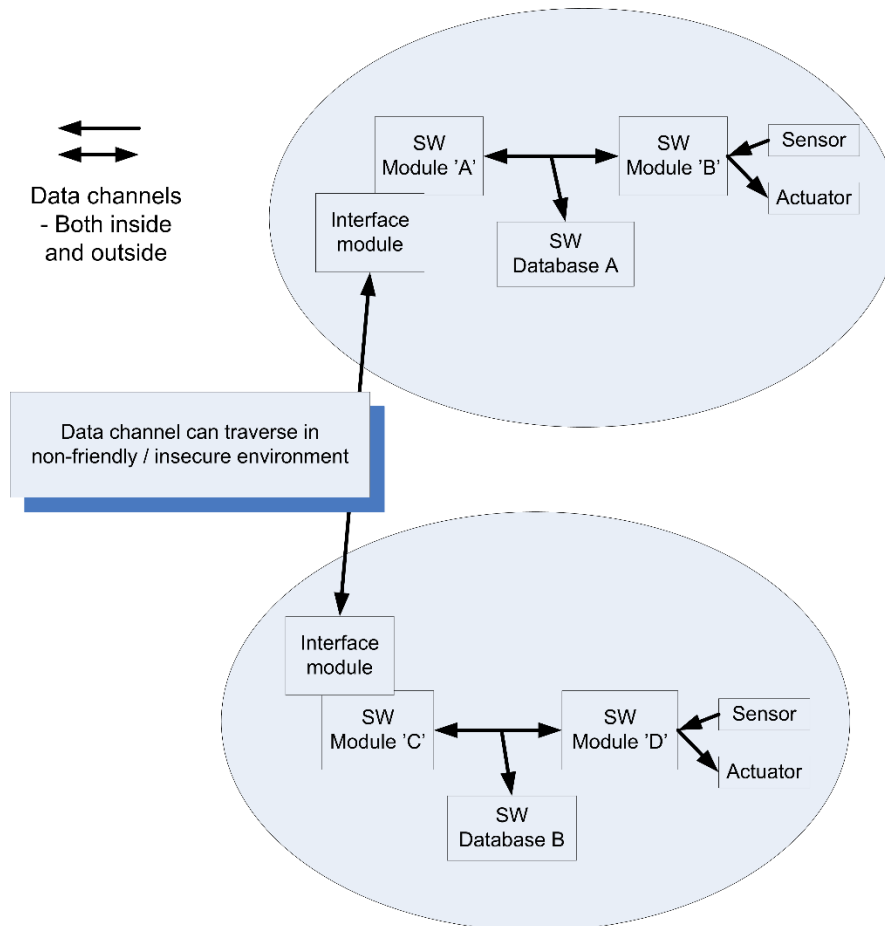 SW
Module 'A'
SW
Module 'B'
Sensor
Actuator
Interface
module
SW
Database A
Data channels
- Both inside
and outside
Data channel can traverse in
non-friendly / insecure environment
Interface
module
SW
Module 'C'
SW
Module 'D'
Sensor
Actuator
SW
Database B